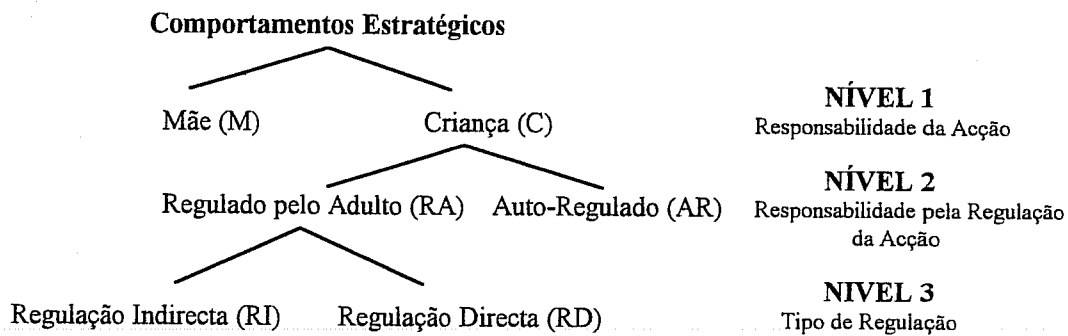 Comportamentos Estratégicos
Mãe (M)
Criança (C)
NÍVEL 1
Responsabilidade da Acção
Regulado pelo Adulto (RA)
Auto-Regulado (AR)
NÍVEL 2
Responsabilidade pela Regulação
da Acção
Regulação Indirecta (RI)
Regulação Directa (RD)
NÍVEL 3
Tipo de Regulação